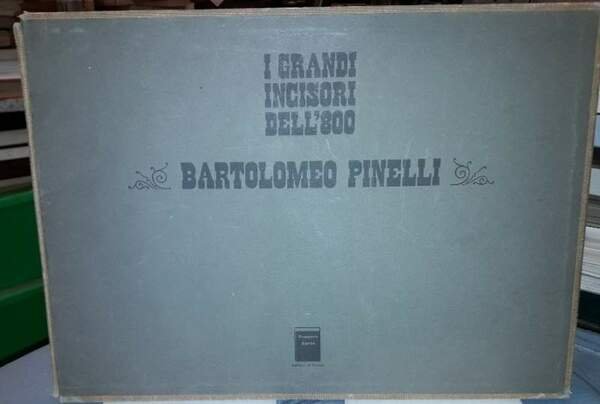 I GRANDI
INCISORI
DELL'800
BARTOLOMEO PINELLI